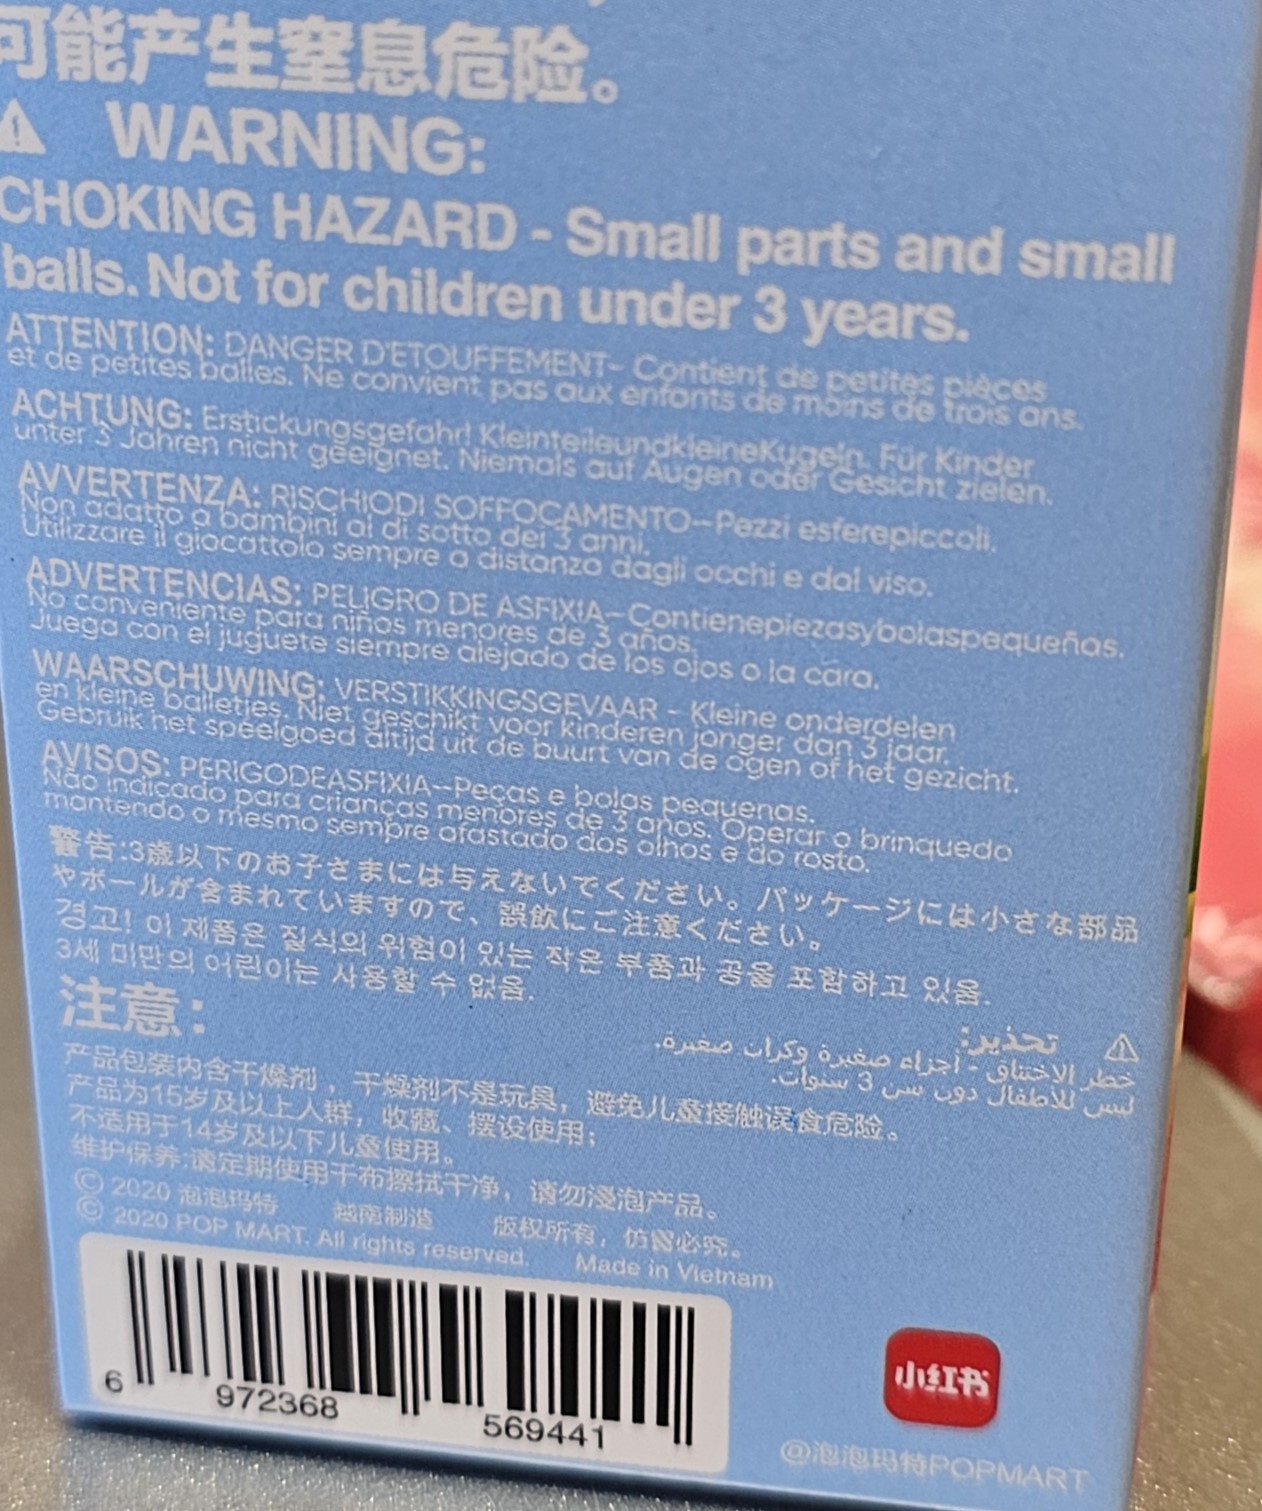 可能产生窒息危险。
⚠ WARNING:
CHOKING HAZARD - Small parts and small
balls. Not for children under 3 years.
ATTENTION: DANGER D'ETOUFFEMENT- Contient de petites pièces
et de petites balles. Ne convient pas aux enfants de moins de trois ans.
ACHTUNG: Erstickungsgefahr! KleinteileundkleineKugeln. Für Kinder
unter 3 Jahren nicht geeignet. Niemals auf Augen oder Gesicht zielen.
AVVERTENZA: RISCHIODI SOFFOCAMENTO--Pezzi esferepiccoli.
Non adatto a bambini al di sotto dei 3 anni.
Utilizzare il giocattolo sempre a distanza dagli occhi e dal viso.
ADVERTENCIAS: PELIGRO DE ASFIXIA--Contienepiezasybolaspequeñas.
No conveniente para niños menores de 3 años.
Juega con el juguete siempre alejado de los ojos o la cara.
WAARSCHUWING: VERSTIKKINGSGEVAAR - Kleine onderdelen
en kleine balletjes. Niet geschikt voor kinderen jonger dan 3 jaar.
Gebruik het speelgoed altijd uit de buurt van de ogen of het gezicht.
AVISOS: PERIGODEASFIXIA--Peças e bolas pequenas.
Não indicado para crianças menores de 3 anos. Operar o brinquedo
mantendo o mesmo sempre afastado dos olhos e do rosto.
警告:3歳以下のお子さまには与えないでください。パッケージには小さな部品
やボールが含まれていますので、誤飲にご注意ください。
경고! 이 제품은 질식의 위험이 있는 작은 부품과 공을 포함하고 있음.
3세 미만의 어린이는 사용할 수 없음.
⚠ تحذير:
خطر الاختناق - أجزاء صغيرة وكرات صغيرة.
ليس للأطفال دون سن 3 سنوات.
注意:
产品包装内含干燥剂，干燥剂不是玩具，避免儿童接触误食危险。
产品为15岁及以上人群，收藏、摆设使用；
不适用于14岁及以下儿童使用。
维护保养:请定期使用干布擦拭干净，请勿浸泡产品。
© 2020 泡泡玛特 越南制造 版权所有，仿冒必究。
© 2020 POP MART. All rights reserved. Made in Vietnam
6 972368 569441
小红书
@泡泡玛特POPMART